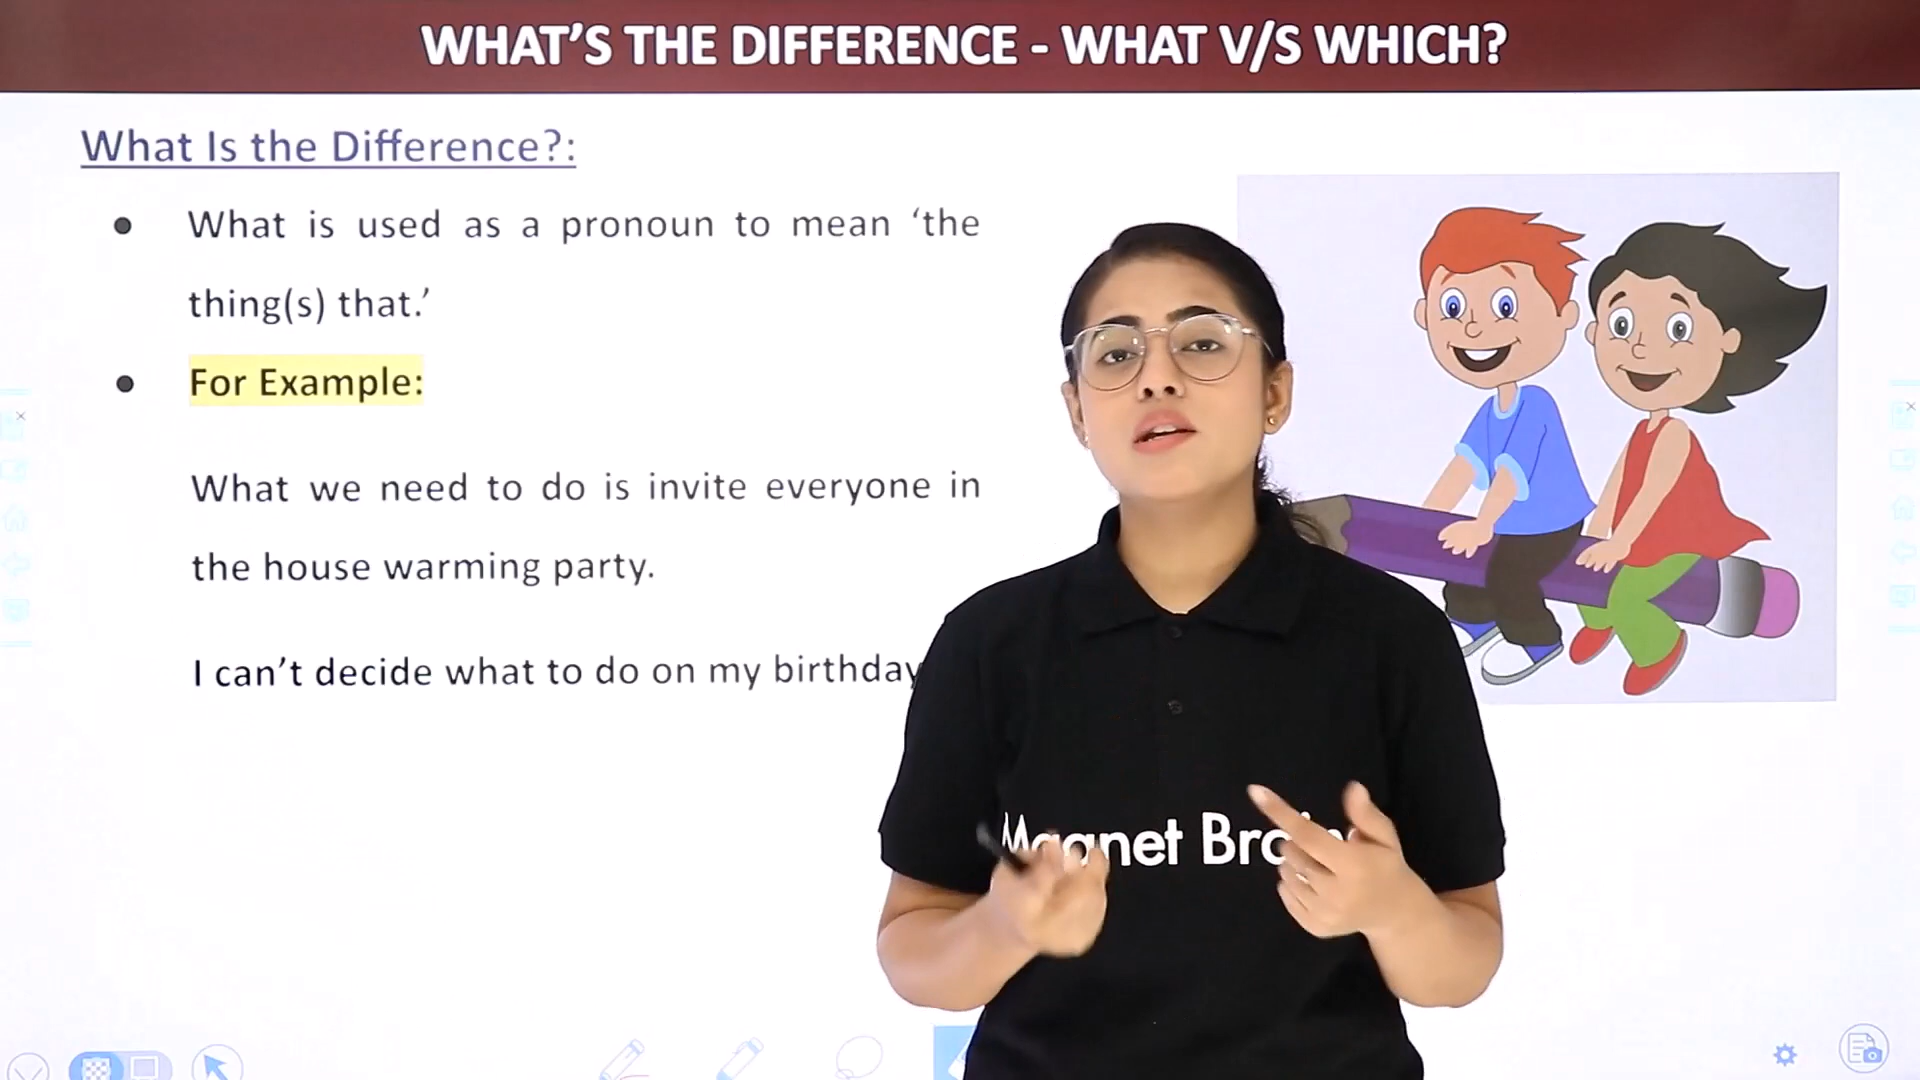 WHAT'S THE DIFFERENCE - WHAT V/S WHICH?
What Is the Difference?:
● What is used as a pronoun to mean ‘the
thing(s) that.’
● For Example:
What we need to do is invite everyone in
the house warming party.
I can’t decide what to do on my birthday
Magnet Brains